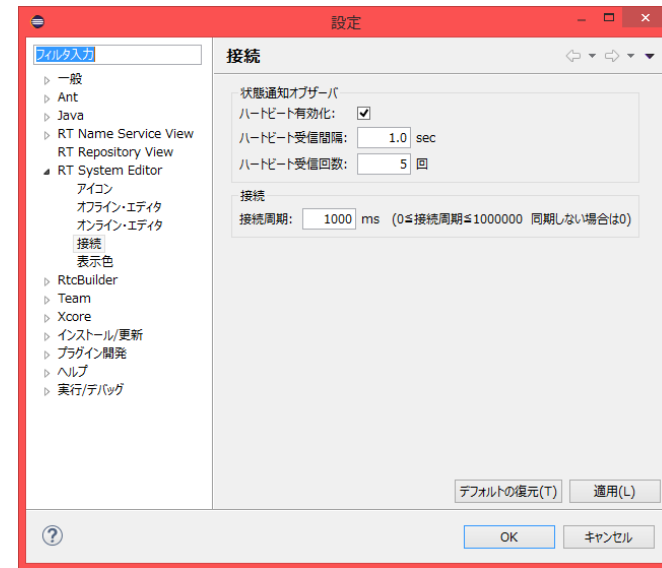 設定
フィルタ入力
一般
Ant
Java
RT Name Service View
RT Repository View
RT System Editor
アイコン
オフライン・エディタ
オンライン・エディタ
接続
表示色
RtcBuilder
Team
Xcore
インストール/更新
プラグイン開発
ヘルプ
実行/デバッグ
接続
状態通知オブザーバ
ハートビート有効化:
ハートビート受信間隔: 1.0 sec
ハートビート受信回数: 5 回
接続
接続周期: 1000 ms (0≦接続周期≦1000000 同期しない場合は0)
デフォルトの復元(T) 適用(L)
OK キャンセル